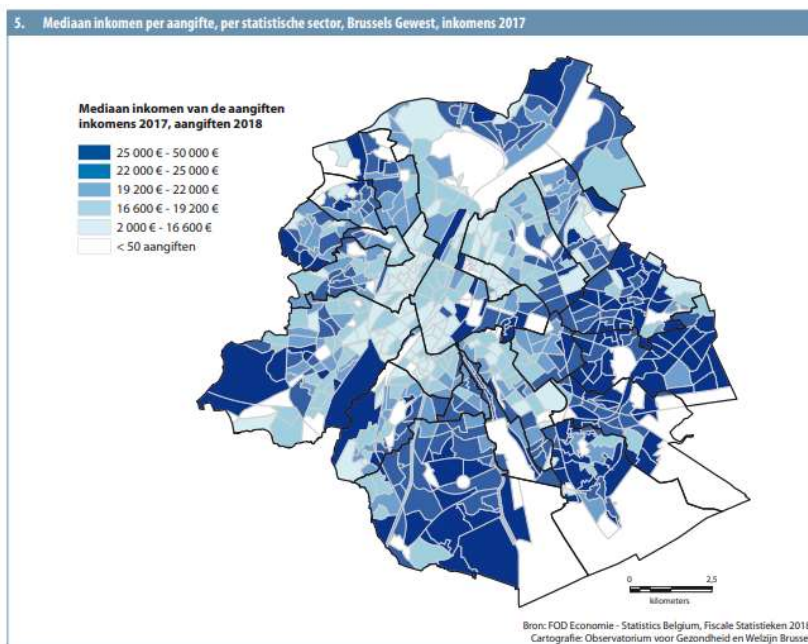 5. Mediaan inkomen per aangifte, per statistische sector, Brussels Gewest, inkomens 2017
Mediaan inkomen van de aangiften
inkomens 2017, aangiften 2018
25 000 € - 50 000 €
22 000 € - 25 000 €
19 200 € - 22 000 €
16 600 € - 19 200 €
2 000 € - 16 600 €
< 50 aangiften
0 2,5
kilometers
Bron: FOD Economie - Statistics Belgium, Fiscale Statistieken 2018
Cartografie: Observatorium voor Gezondheid en Welzijn Brusse